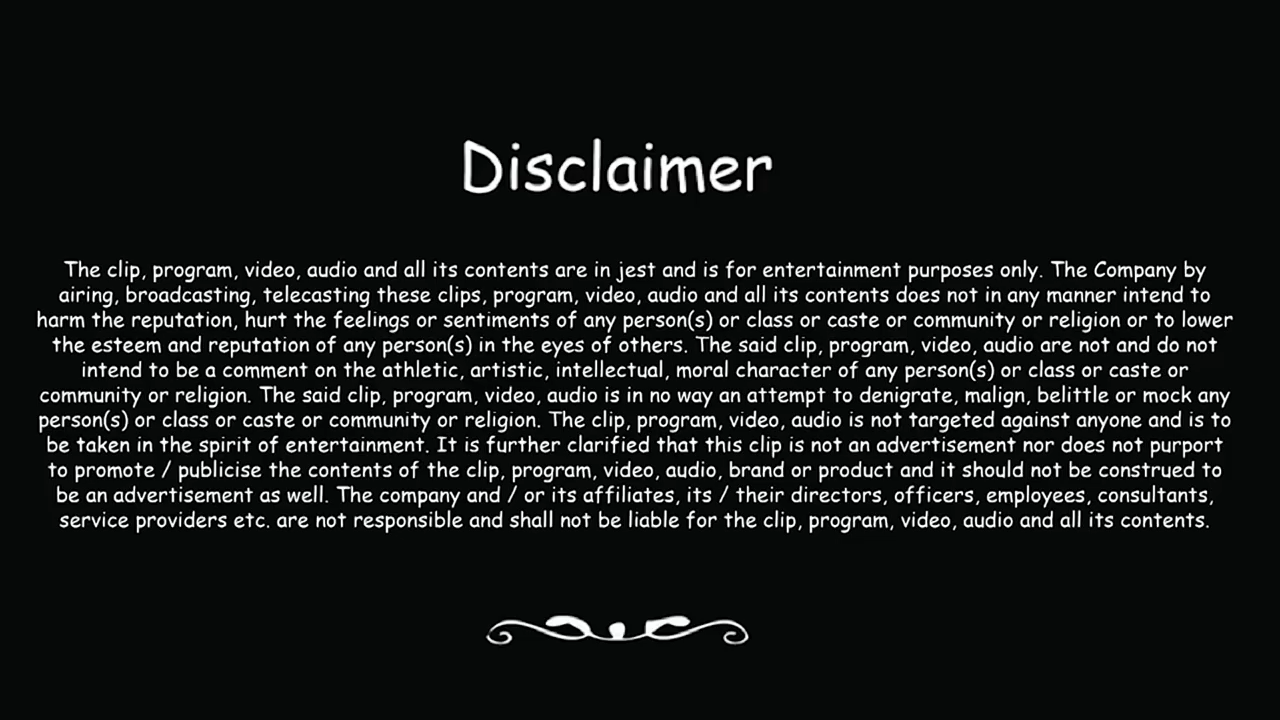 Disclaimer
The clip, program, video, audio and all its contents are in jest and is for entertainment purposes only. The Company by
airing, broadcasting, telecasting these clips, program, video, audio and all its contents does not in any manner intend to
harm the reputation, hurt the feelings or sentiments of any person(s) or class or caste or community or religion or to lower
the esteem and reputation of any person(s) in the eyes of others. The said clip, program, video, audio are not and do not
intend to be a comment on the athletic, artistic, intellectual, moral character of any person(s) or class or caste or
community or religion. The said clip, program, video, audio is in no way an attempt to denigrate, malign, belittle or mock any
person(s) or class or caste or community or religion. The clip, program, video, audio is not targeted against anyone and is to
be taken in the spirit of entertainment. It is further clarified that this clip is not an advertisement nor does not purport
to promote / publicise the contents of the clip, program, video, audio, brand or product and it should not be construed to
be an advertisement as well. The company and / or its affiliates, its / their directors, officers, employees, consultants,
service providers etc. are not responsible and shall not be liable for the clip, program, video, audio and all its contents.